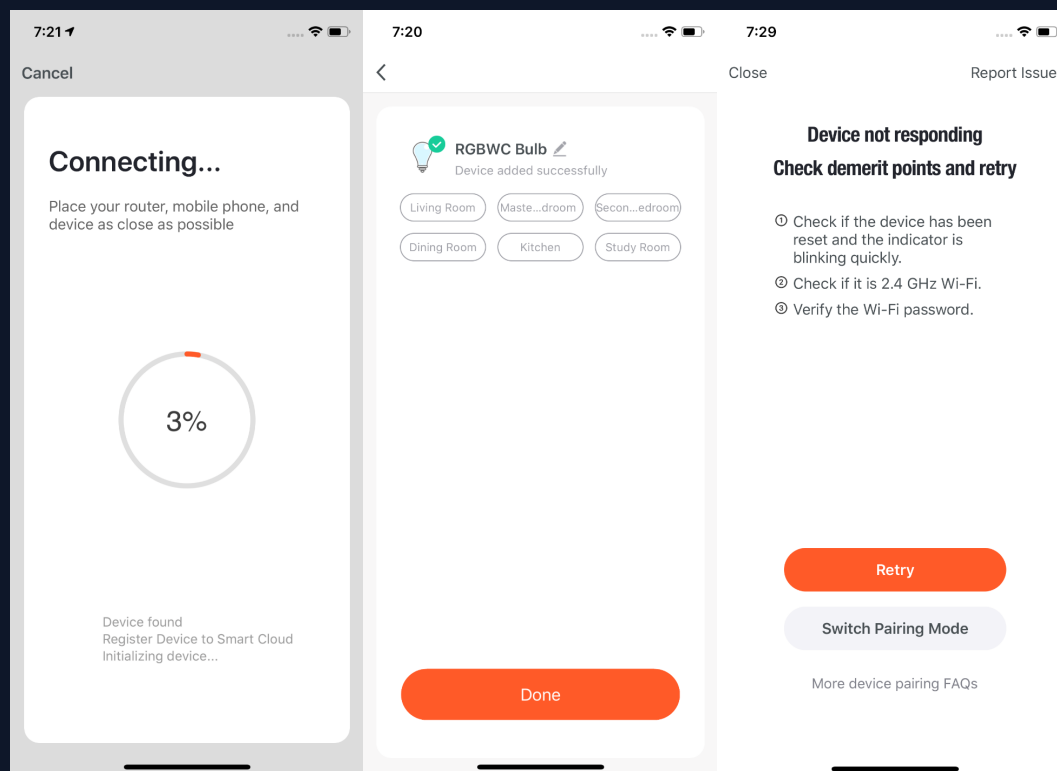 7:21
Cancel
Connecting...
Place your router, mobile phone, and
device as close as possible
3%
Device found
Register Device to Smart Cloud
Initializing device...
7:20
RGBWC Bulb
Device added successfully
Living Room
Maste...droom
Secon...edroom
Dining Room
Kitchen
Study Room
Done
7:29
Close
Report Issue
Device not responding
Check demerit points and retry
① Check if the device has been
reset and the indicator is
blinking quickly.
② Check if it is 2.4 GHz Wi-Fi.
③ Verify the Wi-Fi password.
Retry
Switch Pairing Mode
More device pairing FAQs